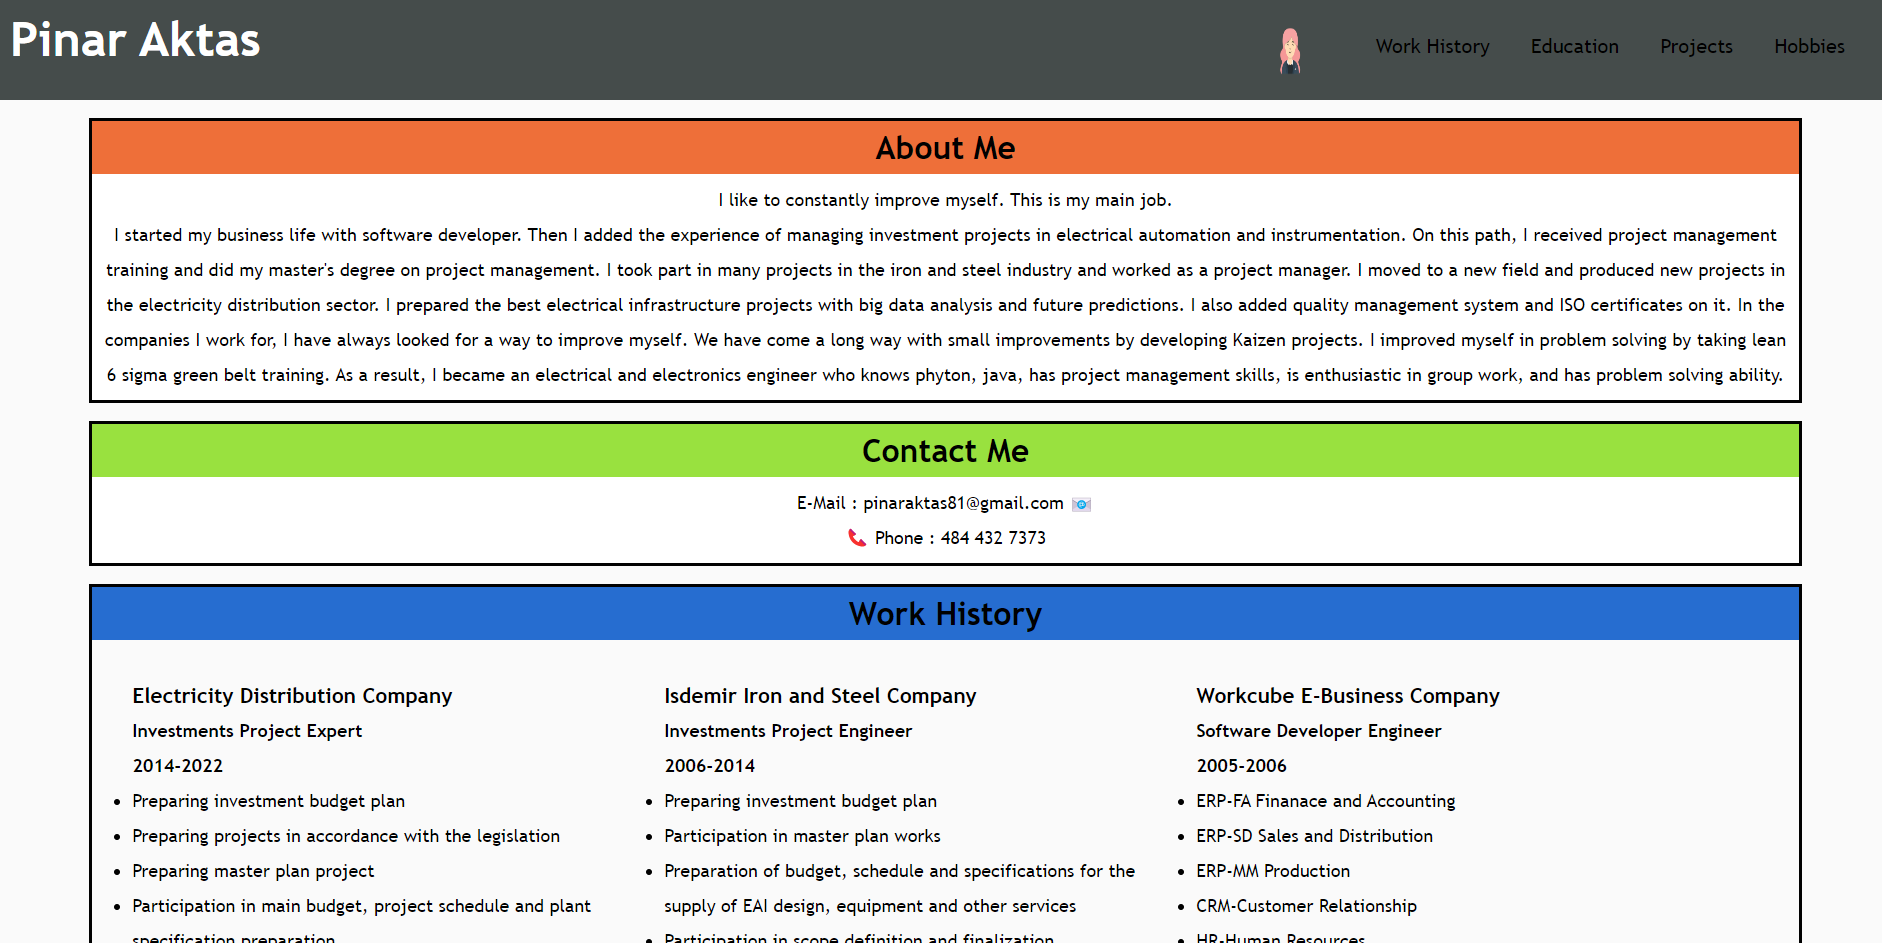 Pinar Aktas
Work History
Education
Projects
Hobbies
About Me
I like to constantly improve myself. This is my main job.
I started my business life with software developer. Then I added the experience of managing investment projects in electrical automation and instrumentation. On this path, I received project management
training and did my master's degree on project management. I took part in many projects in the iron and steel industry and worked as a project manager. I moved to a new field and produced new projects in
the electricity distribution sector. I prepared the best electrical infrastructure projects with big data analysis and future predictions. I also added quality management system and ISO certificates on it. In the
companies I work for, I have always looked for a way to improve myself. We have come a long way with small improvements by developing Kaizen projects. I improved myself in problem solving by taking lean
6 sigma green belt training. As a result, I became an electrical and electronics engineer who knows phyton, java, has project management skills, is enthusiastic in group work, and has problem solving ability.
Contact Me
E-Mail : pinaraktas81@gmail.com
Phone : 484 432 7373
Work History
Electricity Distribution Company
Investments Project Expert
2014-2022
• Preparing investment budget plan
• Preparing projects in accordance with the legislation
• Preparing master plan project
• Participation in main budget, project schedule and plant
specification preparation
Isdemir Iron and Steel Company
Investments Project Engineer
2006-2014
• Preparing investment budget plan
• Participation in master plan works
• Preparation of budget, schedule and specifications for the
supply of EAI design, equipment and other services
• Participation in scope definition and finalization
Workcube E-Business Company
Software Developer Engineer
2005-2006
• ERP-FA Finanace and Accounting
• ERP-SD Sales and Distribution
• ERP-MM Production
• CRM-Customer Relationship
• HR-Human Resources